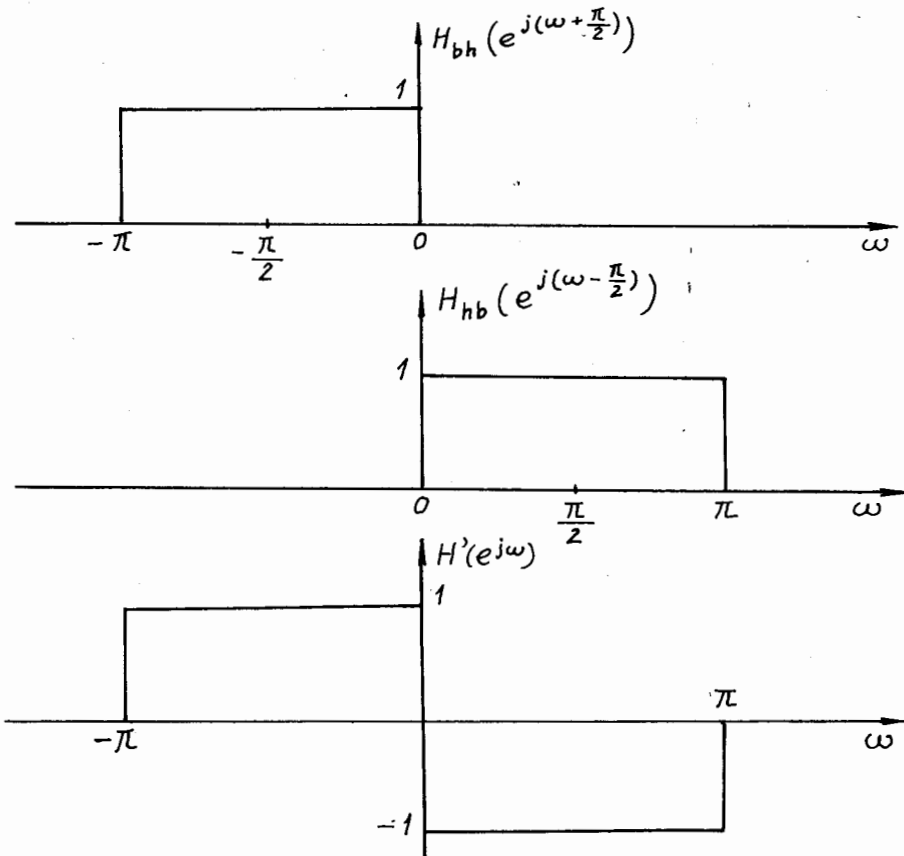 H_bh(e^{j(ω+π/2)})
1
-π -π/2 0 ω
H_hb(e^{j(ω-π/2)})
1
0 π/2 π ω
H'(e^{jω})
1
π
-π ω
-1